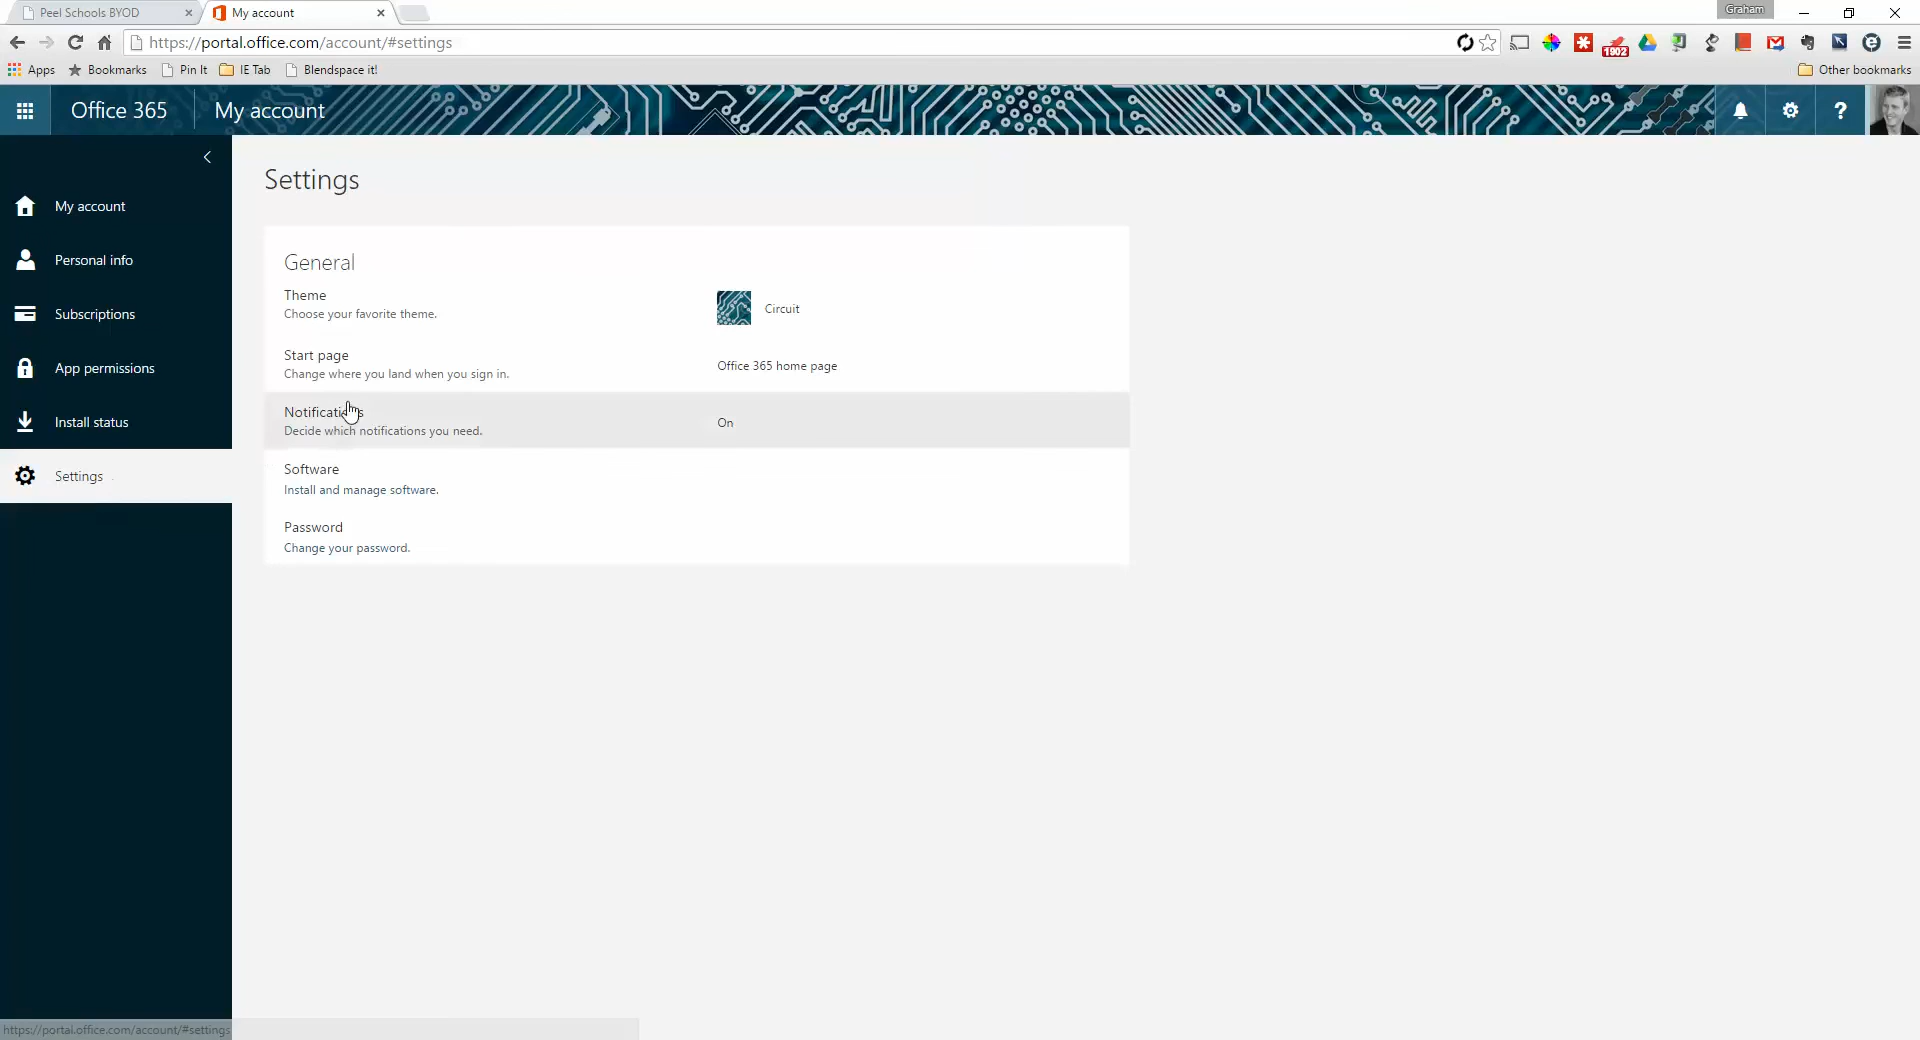 Peel Schools BYOD
My account
Graham
https://portal.office.com/account/#settings
1902
Apps
Bookmarks
Pin It
IE Tab
Blendspace it!
Other bookmarks
Office 365
My account
?
My account
Personal info
Subscriptions
App permissions
Install status
Settings
Settings
General
Theme
Choose your favorite theme.
Circuit
Start page
Change where you land when you sign in.
Office 365 home page
Notifications
Decide which notifications you need.
On
Software
Install and manage software.
Password
Change your password.
https://portal.office.com/account/#settings